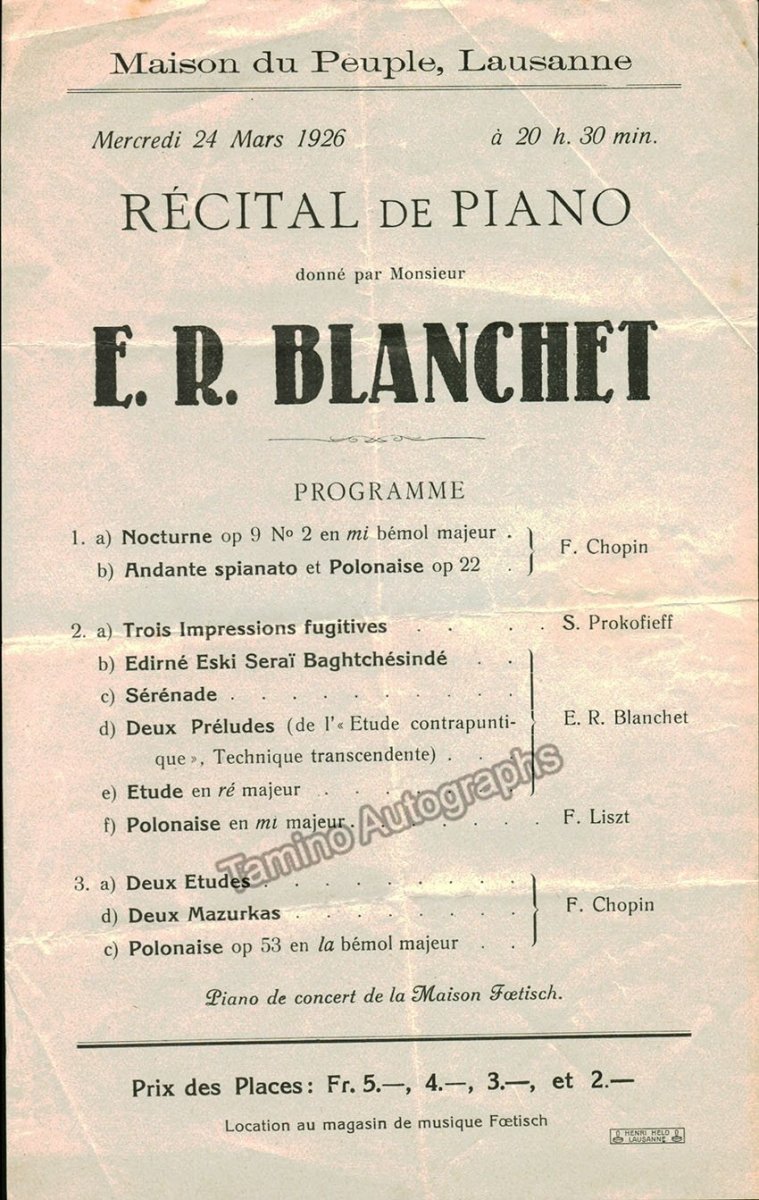 Maison du Peuple, Lausanne
Mercredi 24 Mars 1926 à 20 h. 30 min.
RÉCITAL DE PIANO
donné par Monsieur
E. R. BLANCHET
PROGRAMME
1. a) Nocturne op 9 Nº 2 en mi bémol majeur .
b) Andante spianato et Polonaise op 22 .
F. Chopin
2. a) Trois Impressions fugitives . . . . S. Prokofieff
b) Edirné Eski Seraï Baghtchésindé . .
c) Sérénade . . . . . . . . .
d) Deux Préludes (de l'« Etude contrapunti-
que », Technique transcendente) . . .
e) Etude en ré majeur . . . . . .
E. R. Blanchet
f) Polonaise en mi majeur . . . . . . F. Liszt
3. a) Deux Etudes . . . . . . . .
d) Deux Mazurkas . . . . . . .
c) Polonaise op 53 en la bémol majeur . .
F. Chopin
Piano de concert de la Maison Fœtisch.
Prix des Places: Fr. 5.—, 4.—, 3.—, et 2.—
Location au magasin de musique Fœtisch
HENRI HELD
LAUSANNE
Tamino Autographs